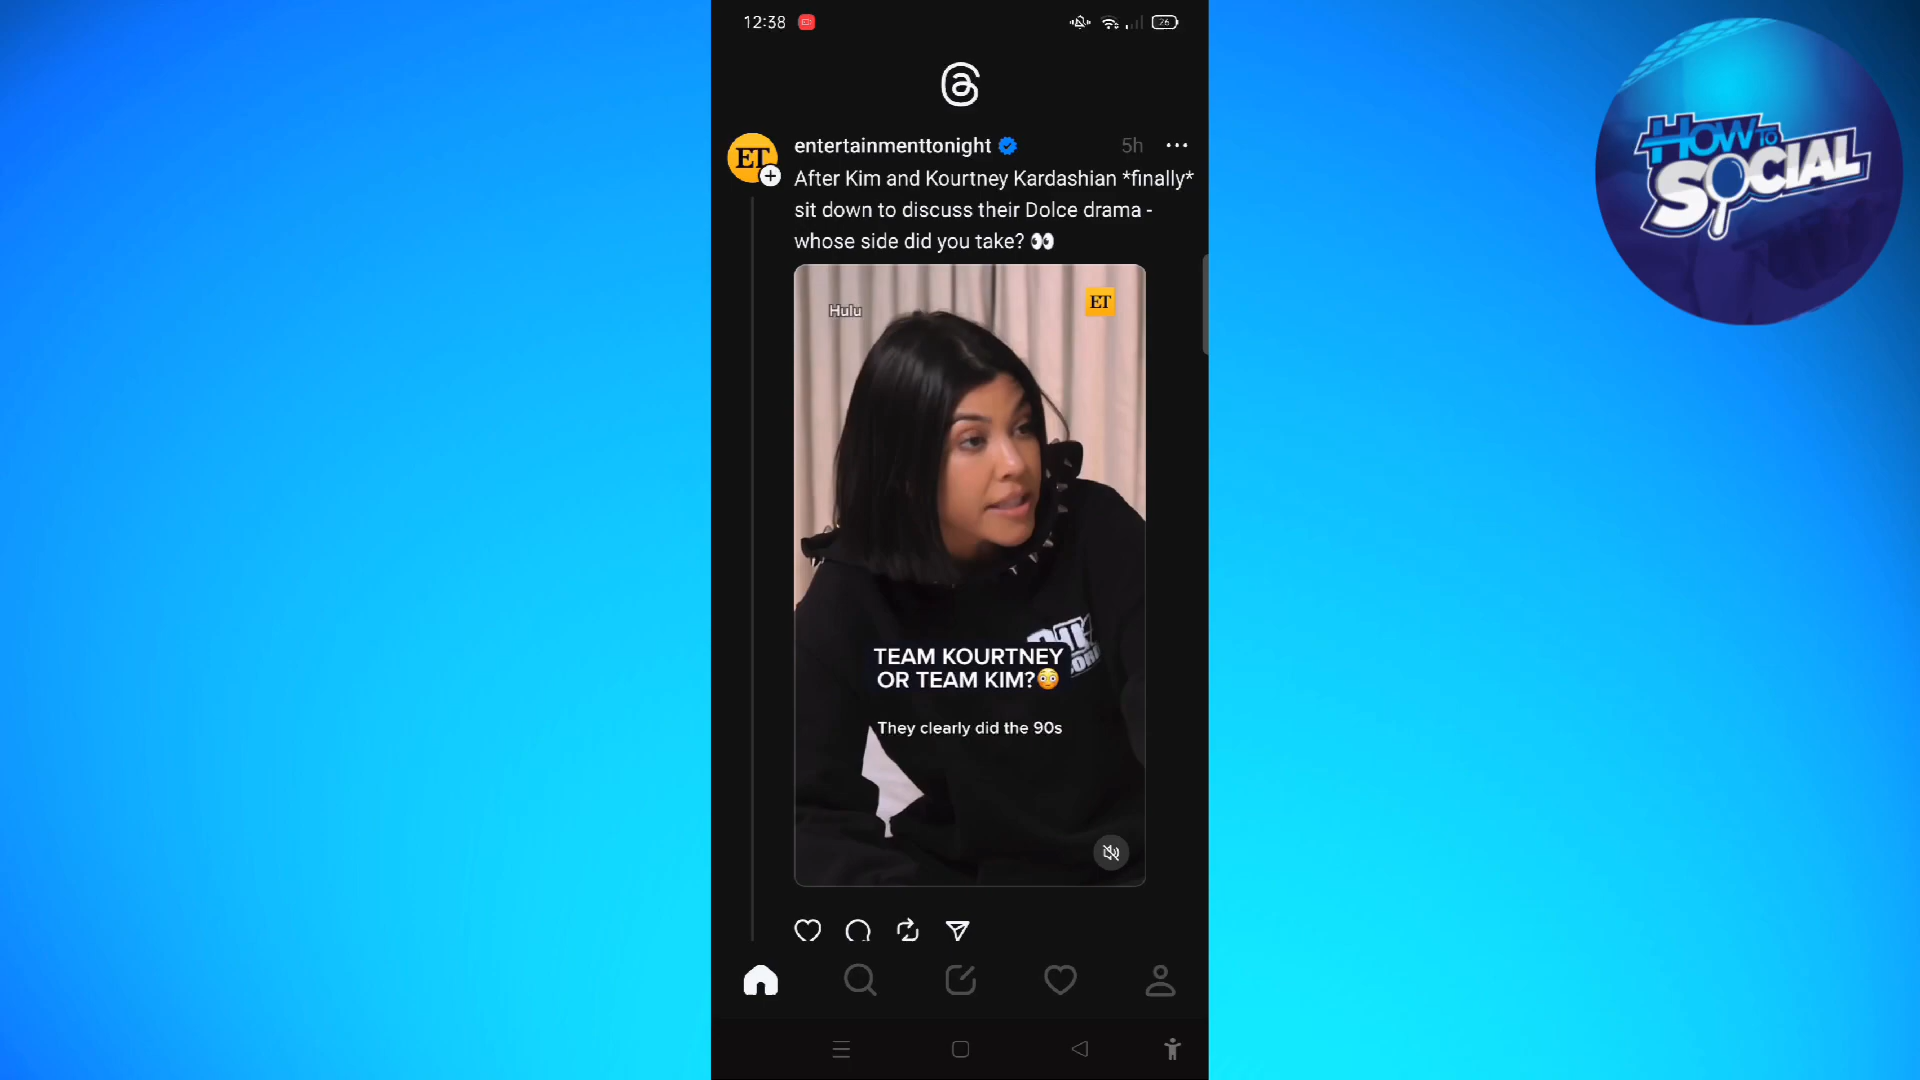 12:38
26
HOW TO
SOCIAL
ET
entertainmenttonight
5h
After Kim and Kourtney Kardashian *finally*
sit down to discuss their Dolce drama -
whose side did you take? 👀
Hulu
ET
TEAM KOURTNEY
OR TEAM KIM?😳
They clearly did the 90s